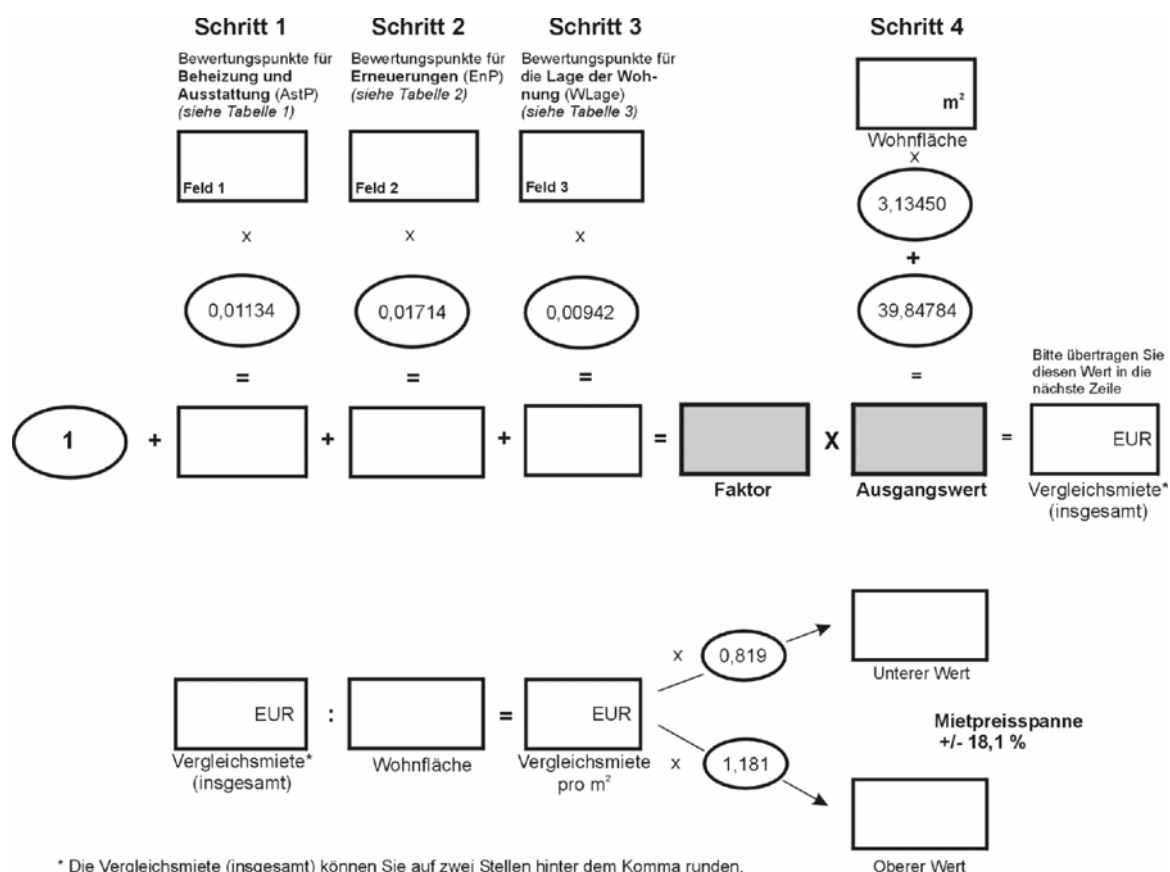 Schritt 1
Schritt 2
Schritt 3
Schritt 4
Bewertungspunkte für
Beheizung und
Ausstattung (AstP)
(siehe Tabelle 1)
Bewertungspunkte für
Erneuerungen (EnP)
(siehe Tabelle 2)
Bewertungspunkte für
die Lage der Woh-
nung (WLage)
(siehe Tabelle 3)
m²
Wohnfläche
Feld 1
Feld 2
Feld 3
x
3,13450
x
x
x
+
0,01134
0,01714
0,00942
39,84784
=
=
=
=
Bitte übertragen Sie
diesen Wert in die
nächste Zeile
1
+
+
+
=
X
=
EUR
Faktor
Ausgangswert
Vergleichsmiete*
(insgesamt)
x
0,819
Unterer Wert
EUR
:
=
EUR
Vergleichsmiete*
(insgesamt)
Wohnfläche
Vergleichsmiete
pro m²
Mietpreisspanne
+/- 18,1 %
x
1,181
Oberer Wert
* Die Vergleichsmiete (insgesamt) können Sie auf zwei Stellen hinter dem Komma runden.